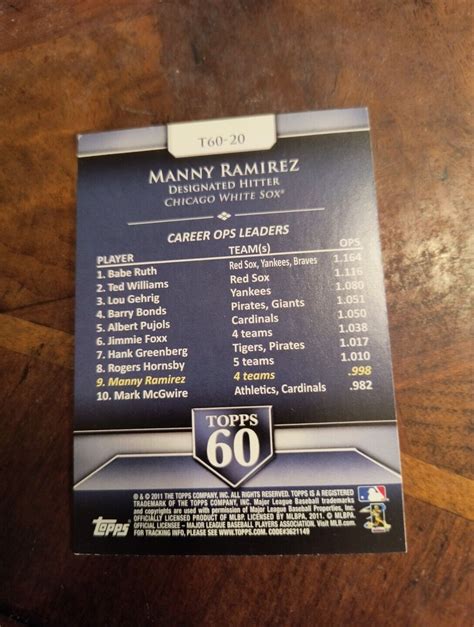 T60-20
MANNY RAMIREZ
DESIGNATED HITTER
CHICAGO WHITE SOX®
CAREER OPS LEADERS
PLAYER TEAM(s) OPS
1. Babe Ruth Red Sox, Yankees, Braves 1.164
2. Ted Williams Red Sox 1.116
3. Lou Gehrig Yankees 1.080
4. Barry Bonds Pirates, Giants 1.051
5. Albert Pujols Cardinals 1.050
6. Jimmie Foxx 4 teams 1.038
7. Hank Greenberg Tigers, Pirates 1.017
8. Rogers Hornsby 5 teams 1.010
9. Manny Ramirez 4 teams .998
10. Mark McGwire Athletics, Cardinals .982
TOPPS
60
® & © 2011 THE TOPPS COMPANY, INC. ALL RIGHTS RESERVED. TOPPS IS A REGISTERED
TRADEMARK OF THE TOPPS COMPANY, INC. Major League Baseball trademarks
and copyrights are used with permission of Major League Baseball Properties, Inc.
OFFICIALLY LICENSED PRODUCT OF MLBP. LICENSED BY MLBPA, 2011. © MLBPA.
OFFICIAL LICENSEE – MAJOR LEAGUE BASEBALL PLAYERS ASSOCIATION. Visit MLB.com.
FOR TRACKING INFO, PLEASE SEE WWW.TOPPS.COM. CODE#3621149
Topps